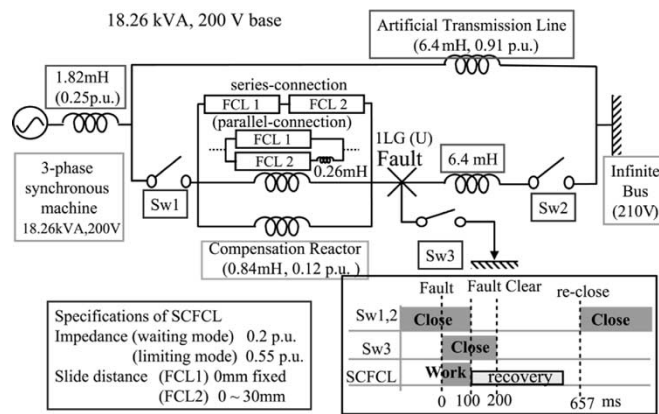 18.26 kVA, 200 V base
Artificial Transmission Line
(6.4 mH, 0.91 p.u.)
1.82mH
(0.25p.u.)
series-connection
FCL 1
FCL 2
(parallel-connection)
FCL 1
FCL 2
0.26mH
1LG (U)
Fault
6.4 mH
3-phase
synchronous
machine
18.26kVA,200V
Sw1
Sw2
Infinite
Bus
(210V)
Compensation Reactor
(0.84mH, 0.12 p.u. )
Sw3
Specifications of SCFCL
Impedance (waiting mode) 0.2 p.u.
(limiting mode) 0.55 p.u.
Slide distance (FCL1) 0mm fixed
(FCL2) 0 ~ 30mm
Fault
Fault Clear
re-close
Sw1,2
Close
Close
Sw3
Close
SCFCL
Work
recovery
0 100 200 657 ms